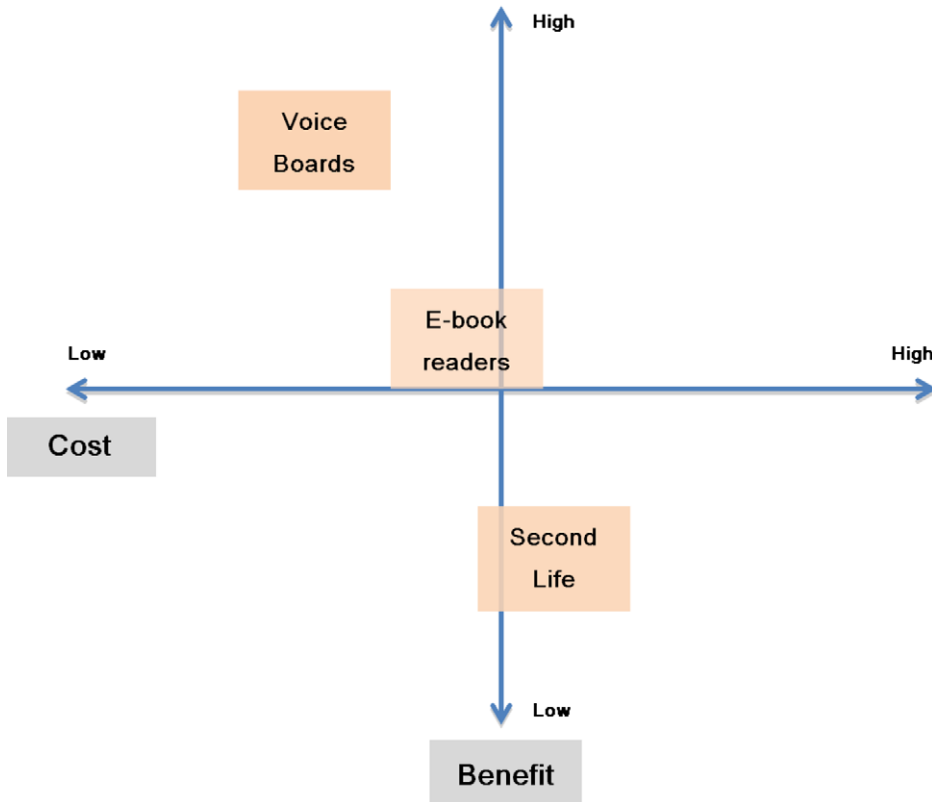 High
Voice
Boards
E-book
readers
Low
High
Cost
Second
Life
Low
Benefit